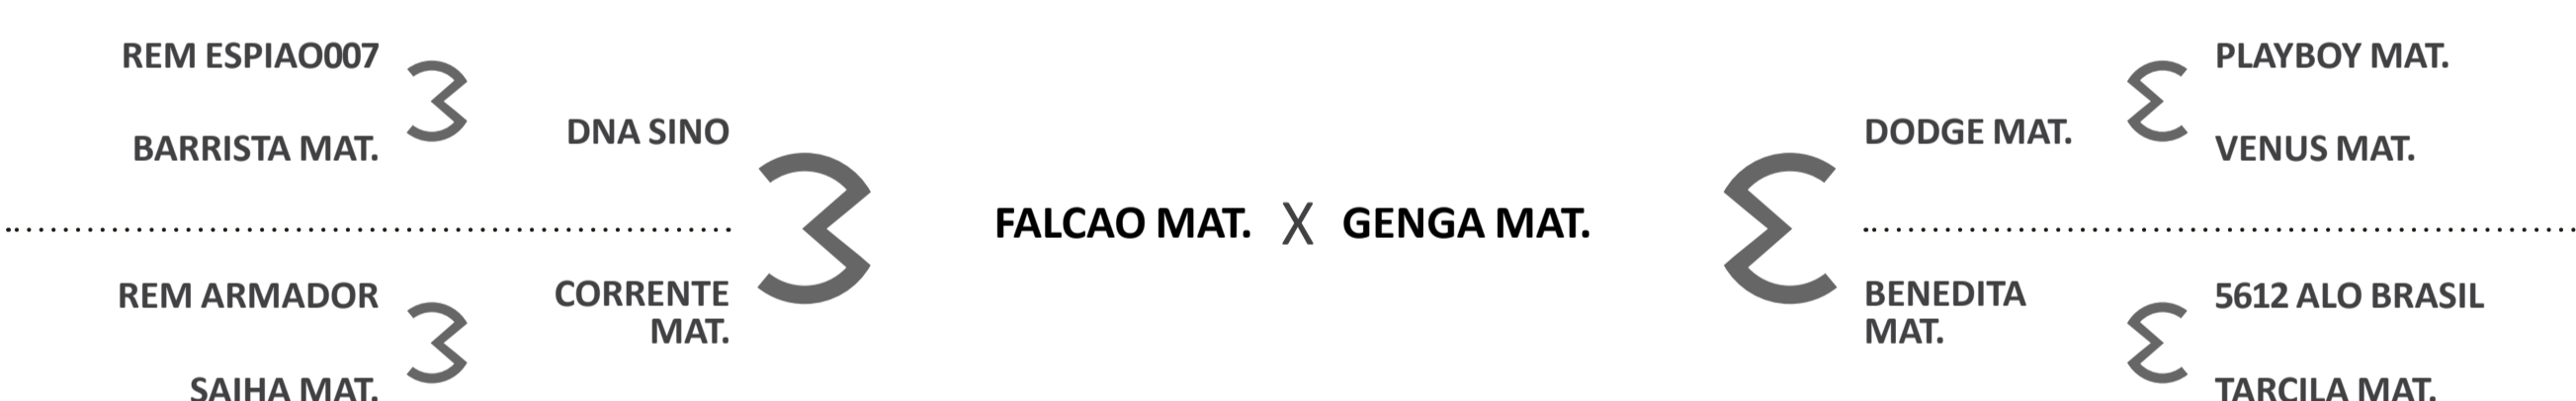 REM ESPIAO007
BARRISTA MAT.
DNA SINO
REM ARMADOR
SAIHA MAT.
CORRENTE
MAT.
FALCAO MAT. X GENGA MAT.
DODGE MAT.
PLAYBOY MAT.
VENUS MAT.
BENEDITA
MAT.
5612 ALO BRASIL
TARCILA MAT.